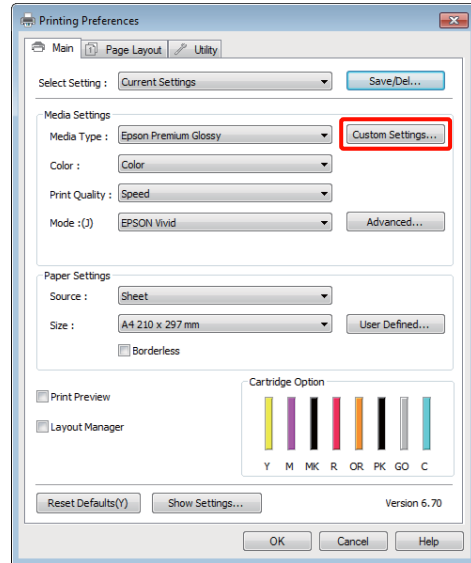 Printing Preferences
Main Page Layout Utility
Select Setting : Current Settings Save/Del...
Media Settings
Media Type : Epson Premium Glossy Custom Settings...
Color : Color
Print Quality : Speed
Mode :(J) EPSON Vivid Advanced...
Paper Settings
Source : Sheet
Size : A4 210 x 297 mm User Defined...
Borderless
Cartridge Option
Print Preview
Layout Manager
Y M MK R OR PK GO C
Reset Defaults(Y) Show Settings... Version 6.70
OK Cancel Help